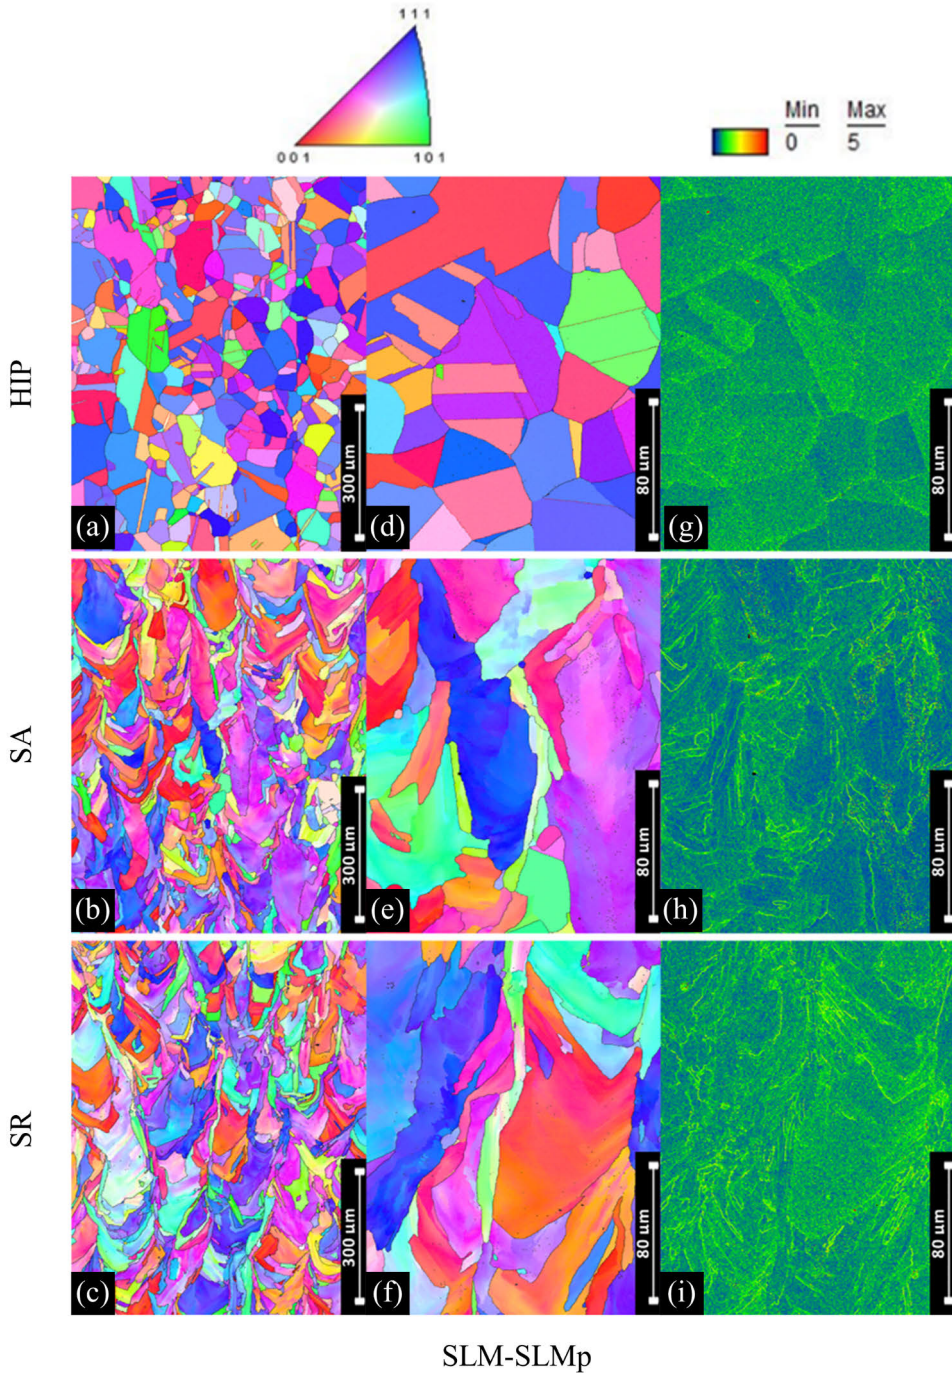 111
001 101
Min Max
0 5
HIP
300 um
(a)
80 um
(d)
80 um
(g)
SA
300 um
(b)
80 um
(e)
80 um
(h)
SR
300 um
(c)
80 um
(f)
80 um
(i)
SLM-SLMp